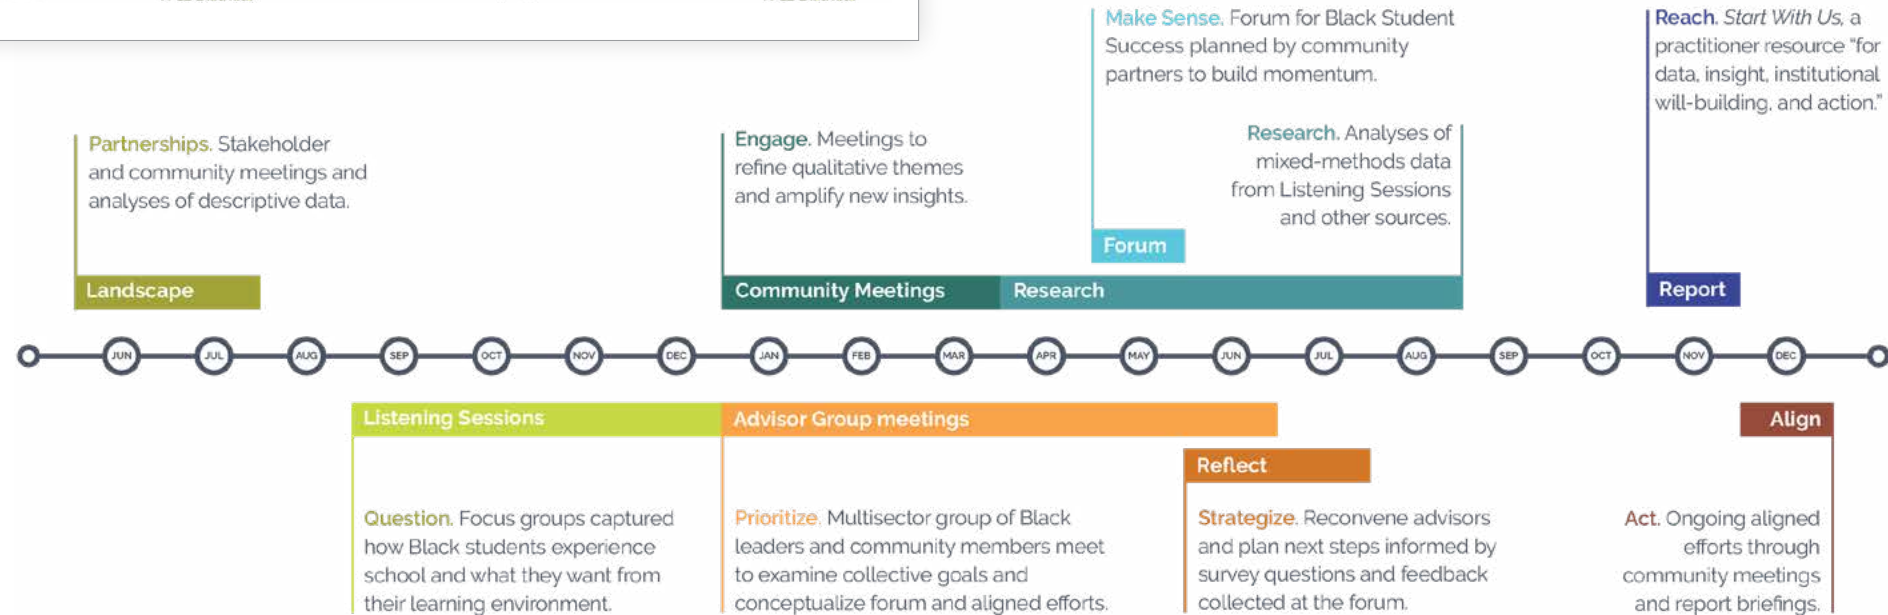 Make Sense. Forum for Black Student
Success planned by community
partners to build momentum.
Reach. Start With Us, a
practitioner resource “for
data, insight, institutional
will-building, and action.”
Partnerships. Stakeholder
and community meetings and
analyses of descriptive data.
Engage. Meetings to
refine qualitative themes
and amplify new insights.
Research. Analyses of
mixed-methods data
from Listening Sessions
and other sources.
Forum
Landscape
Community Meetings
Research
Report
JUN
JUL
AUG
SEP
OCT
NOV
DEC
JAN
FEB
MAR
APR
MAY
JUN
JUL
AUG
SEP
OCT
NOV
DEC
Listening Sessions
Advisor Group meetings
Align
Reflect
Question. Focus groups captured
how Black students experience
school and what they want from
their learning environment.
Prioritize. Multisector group of Black
leaders and community members meet
to examine collective goals and
conceptualize forum and aligned efforts.
Strategize. Reconvene advisors
and plan next steps informed by
survey questions and feedback
collected at the forum.
Act. Ongoing aligned
efforts through
community meetings
and report briefings.